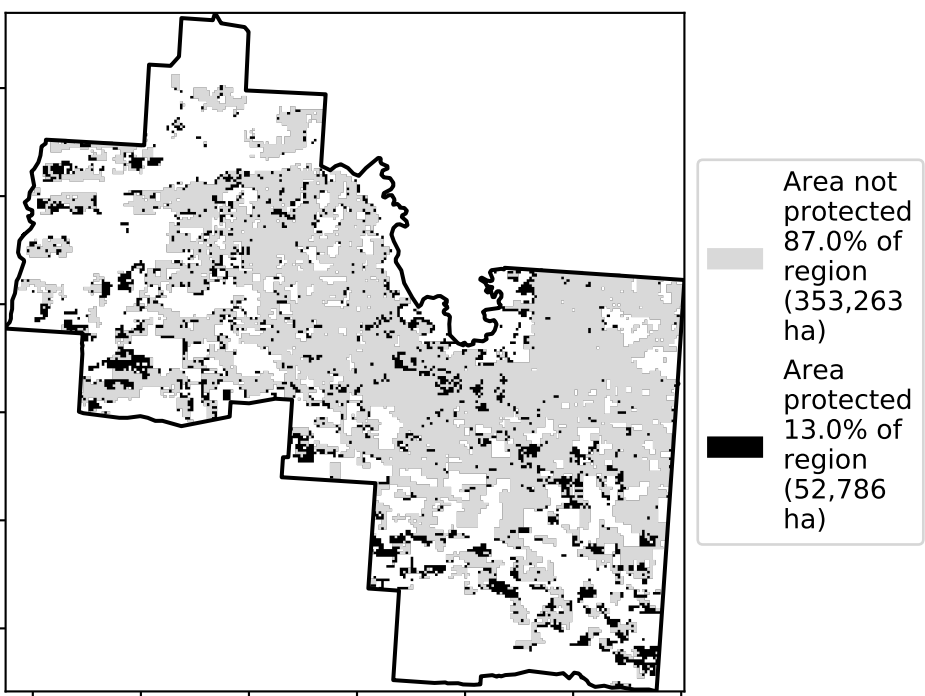 Area not
protected
87.0% of
region
(353,263
ha)
Area
protected
13.0% of
region
(52,786
ha)